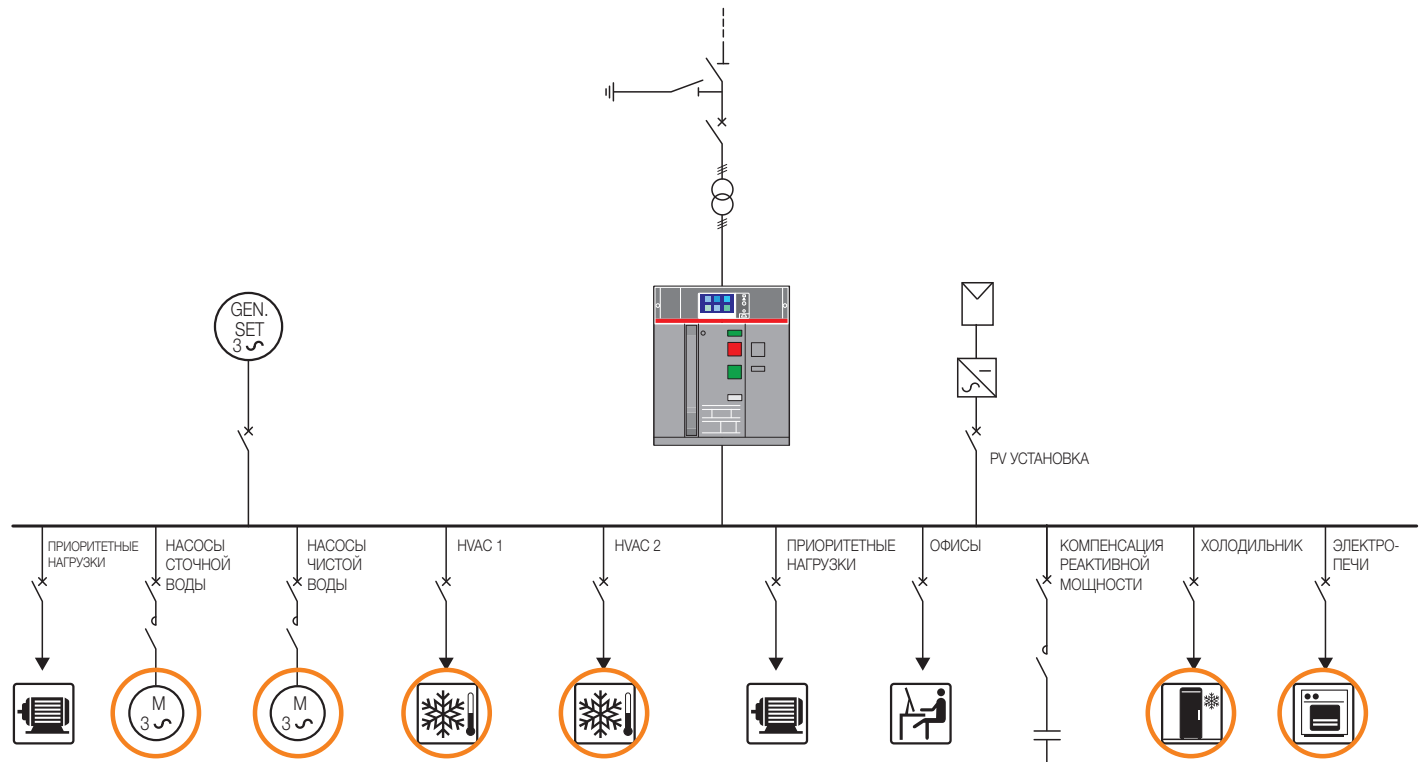 GEN.
SET
3
PV УСТАНОВКА
ПРИОРИТЕТНЫЕ
НАГРУЗКИ
НАСОСЫ
СТОЧНОЙ
ВОДЫ
НАСОСЫ
ЧИСТОЙ
ВОДЫ
HVAC 1
HVAC 2
ПРИОРИТЕТНЫЕ
НАГРУЗКИ
ОФИСЫ
КОМПЕНСАЦИЯ
РЕАКТИВНОЙ
МОЩНОСТИ
ХОЛОДИЛЬНИК
ЭЛЕКТРО-
ПЕЧИ
M
3
M
3